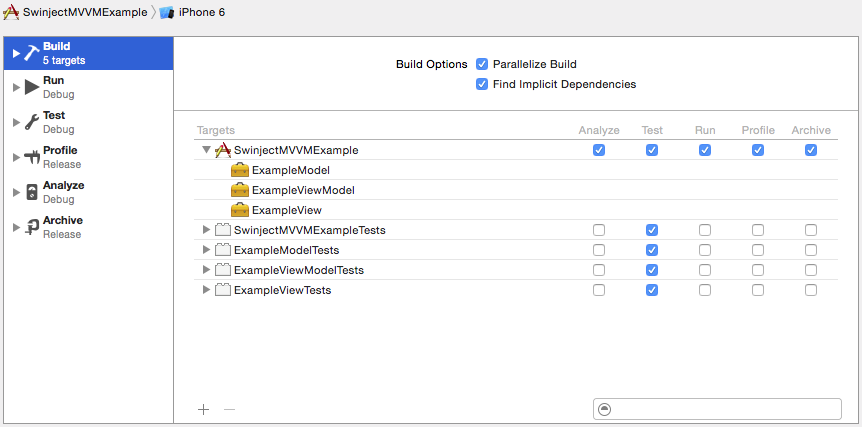 SwinjectMVVMExample iPhone 6
Build
5 targets
Run
Debug
Test
Debug
Profile
Release
Analyze
Debug
Archive
Release
Build Options Parallelize Build
Find Implicit Dependencies
Targets Analyze Test Run Profile Archive
SwinjectMVVMExample
ExampleModel
ExampleViewModel
ExampleView
SwinjectMVVMExampleTests
ExampleModelTests
ExampleViewModelTests
ExampleViewTests